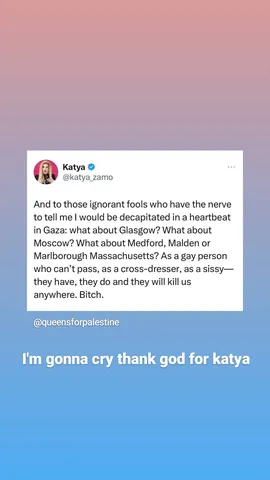 Katya
@katya_zamo
And to those ignorant fools who have the nerve
to tell me I would be decapitated in a heartbeat
in Gaza: what about Glasgow? What about
Moscow? What about Medford, Malden or
Marlborough Massachusetts? As a gay person
who can’t pass, as a cross-dresser, as a sissy—
they have, they do and they will kill us
anywhere. Bitch.
@queensforpalestine
I'm gonna cry thank god for katya